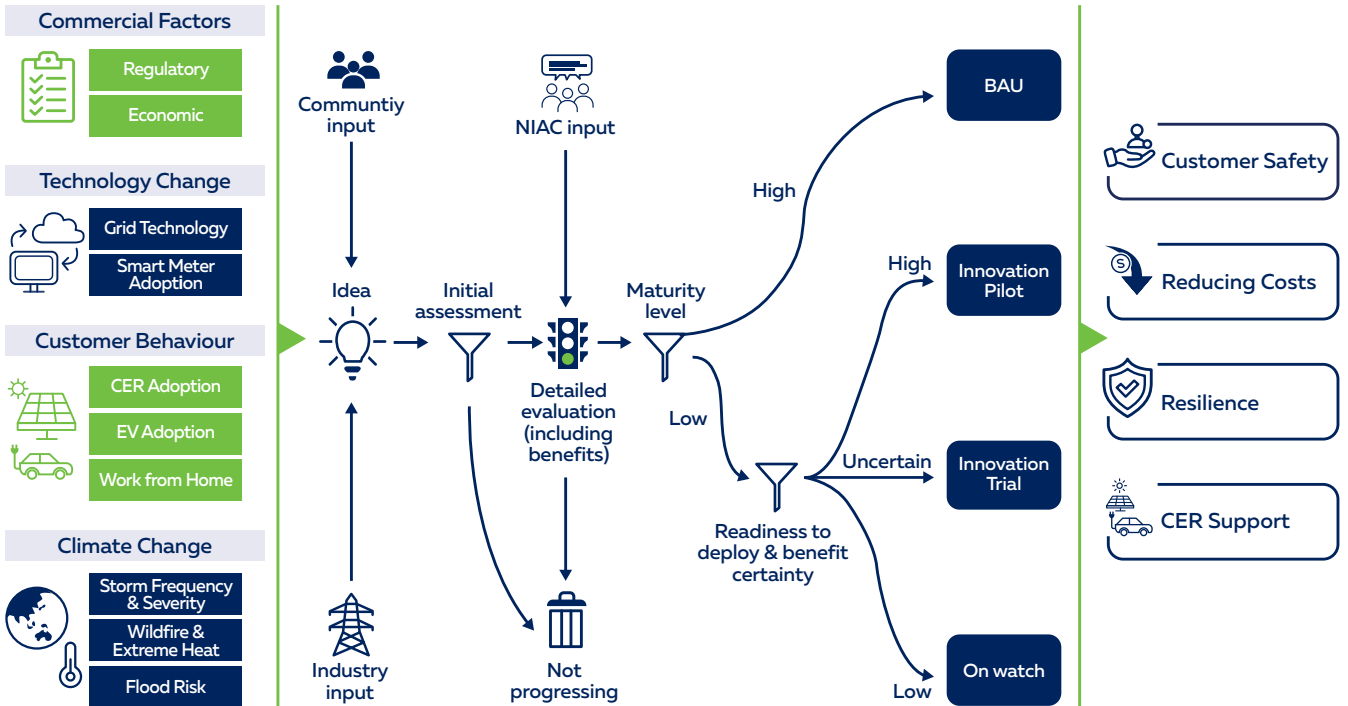 Commercial Factors
Regulatory
Economic
Technology Change
Grid Technology
Smart Meter
Adoption
Customer Behaviour
CER Adoption
EV Adoption
Work from Home
Climate Change
Storm Frequency
& Severity
Wildfire &
Extreme Heat
Flood Risk
Communtiy
input
Idea
Industry
input
Initial
assessment
NIAC input
Detailed
evaluation
(including
benefits)
Not
progressing
Maturity
level
High
Low
Readiness to
deploy & benefit
certainty
High
Uncertain
Low
BAU
Innovation
Pilot
Innovation
Trial
On watch
Customer Safety
S
Reducing Costs
Resilience
CER Support